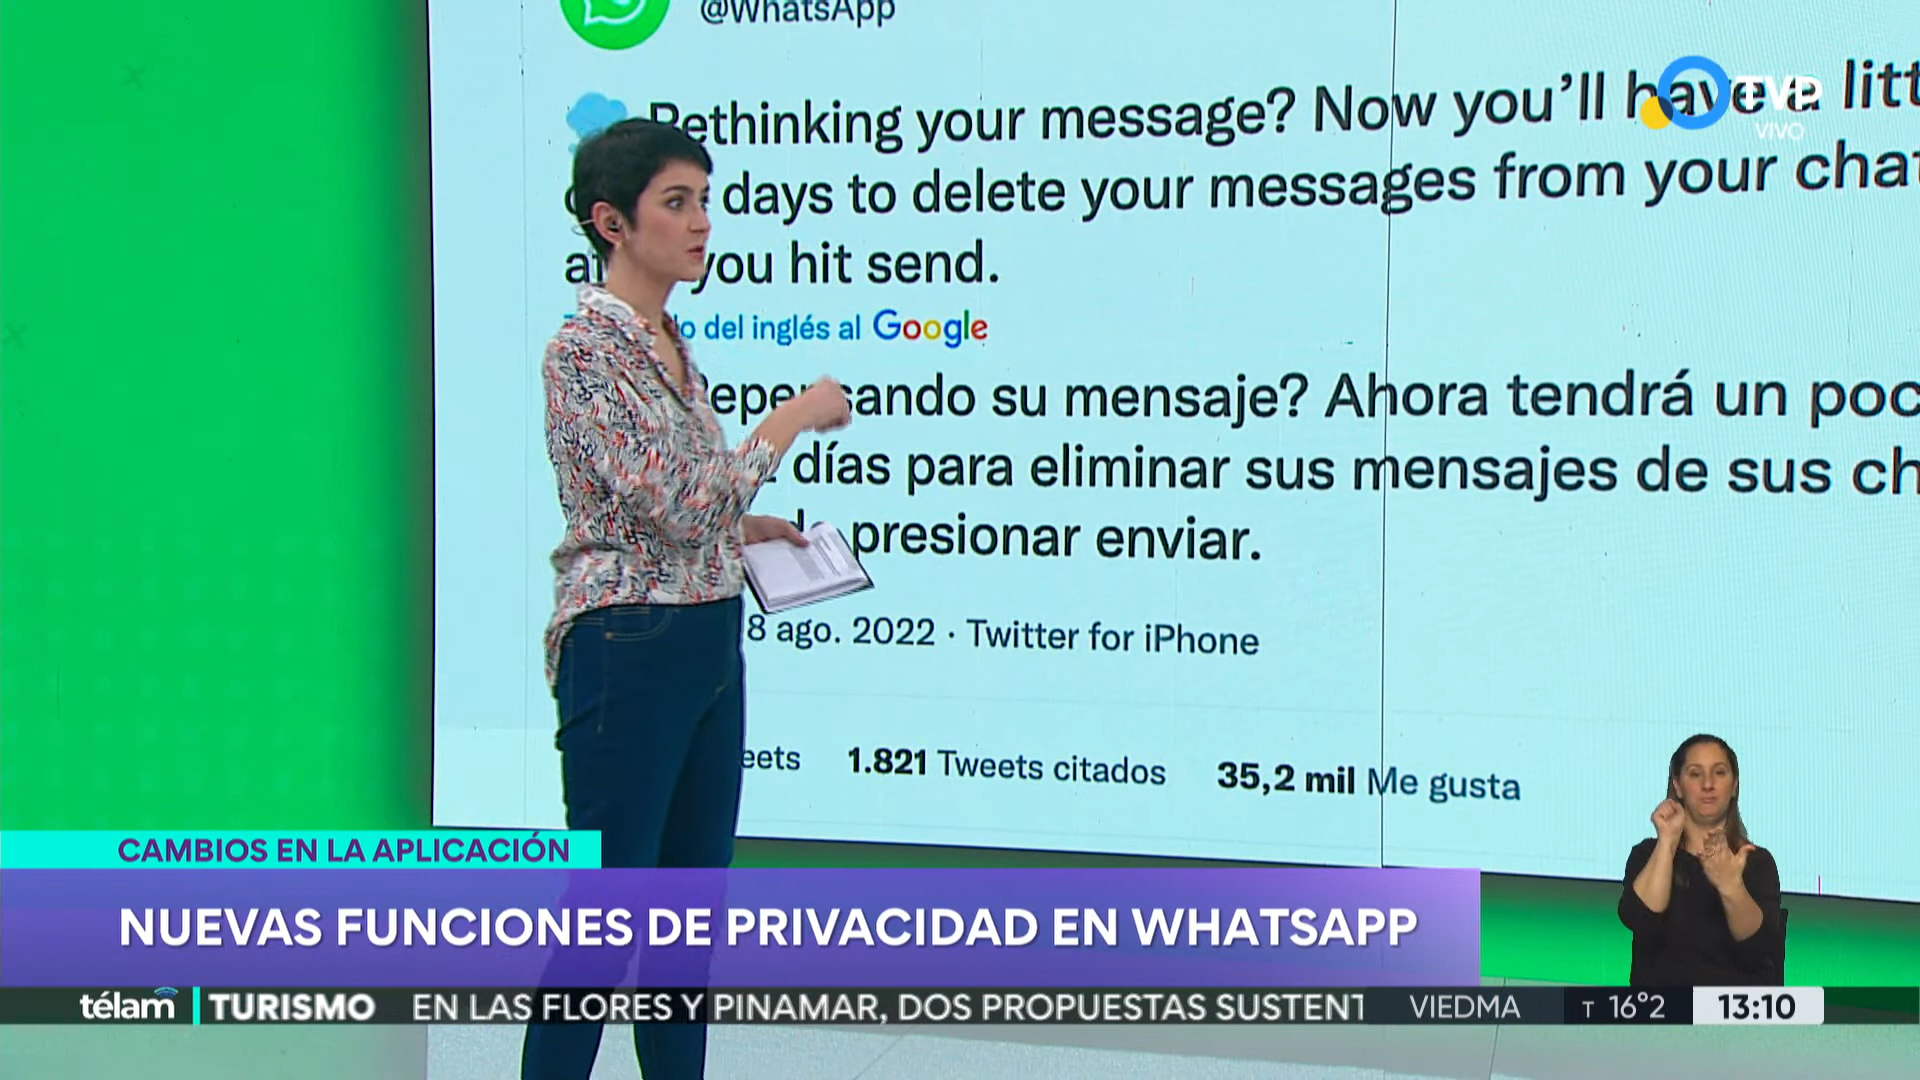 @WhatsApp
Rethinking your message? Now you'll have a litt
days to delete your messages from your chat
you hit send.
del inglés al Google
su mensaje? Ahora tendrá un poc
días para eliminar sus mensajes de sus ch
presionar enviar.
8 ago. 2022 · Twitter for iPhone
1.821 Tweets citados 35,2 mil Me gusta
TVP
VIVO
CAMBIOS EN LA APLICACIÓN
NUEVAS FUNCIONES DE PRIVACIDAD EN WHATSAPP
télam TURISMO EN LAS FLORES Y PINAMAR, DOS PROPUESTAS SUSTENT VIEDMA T 16°2 13:10